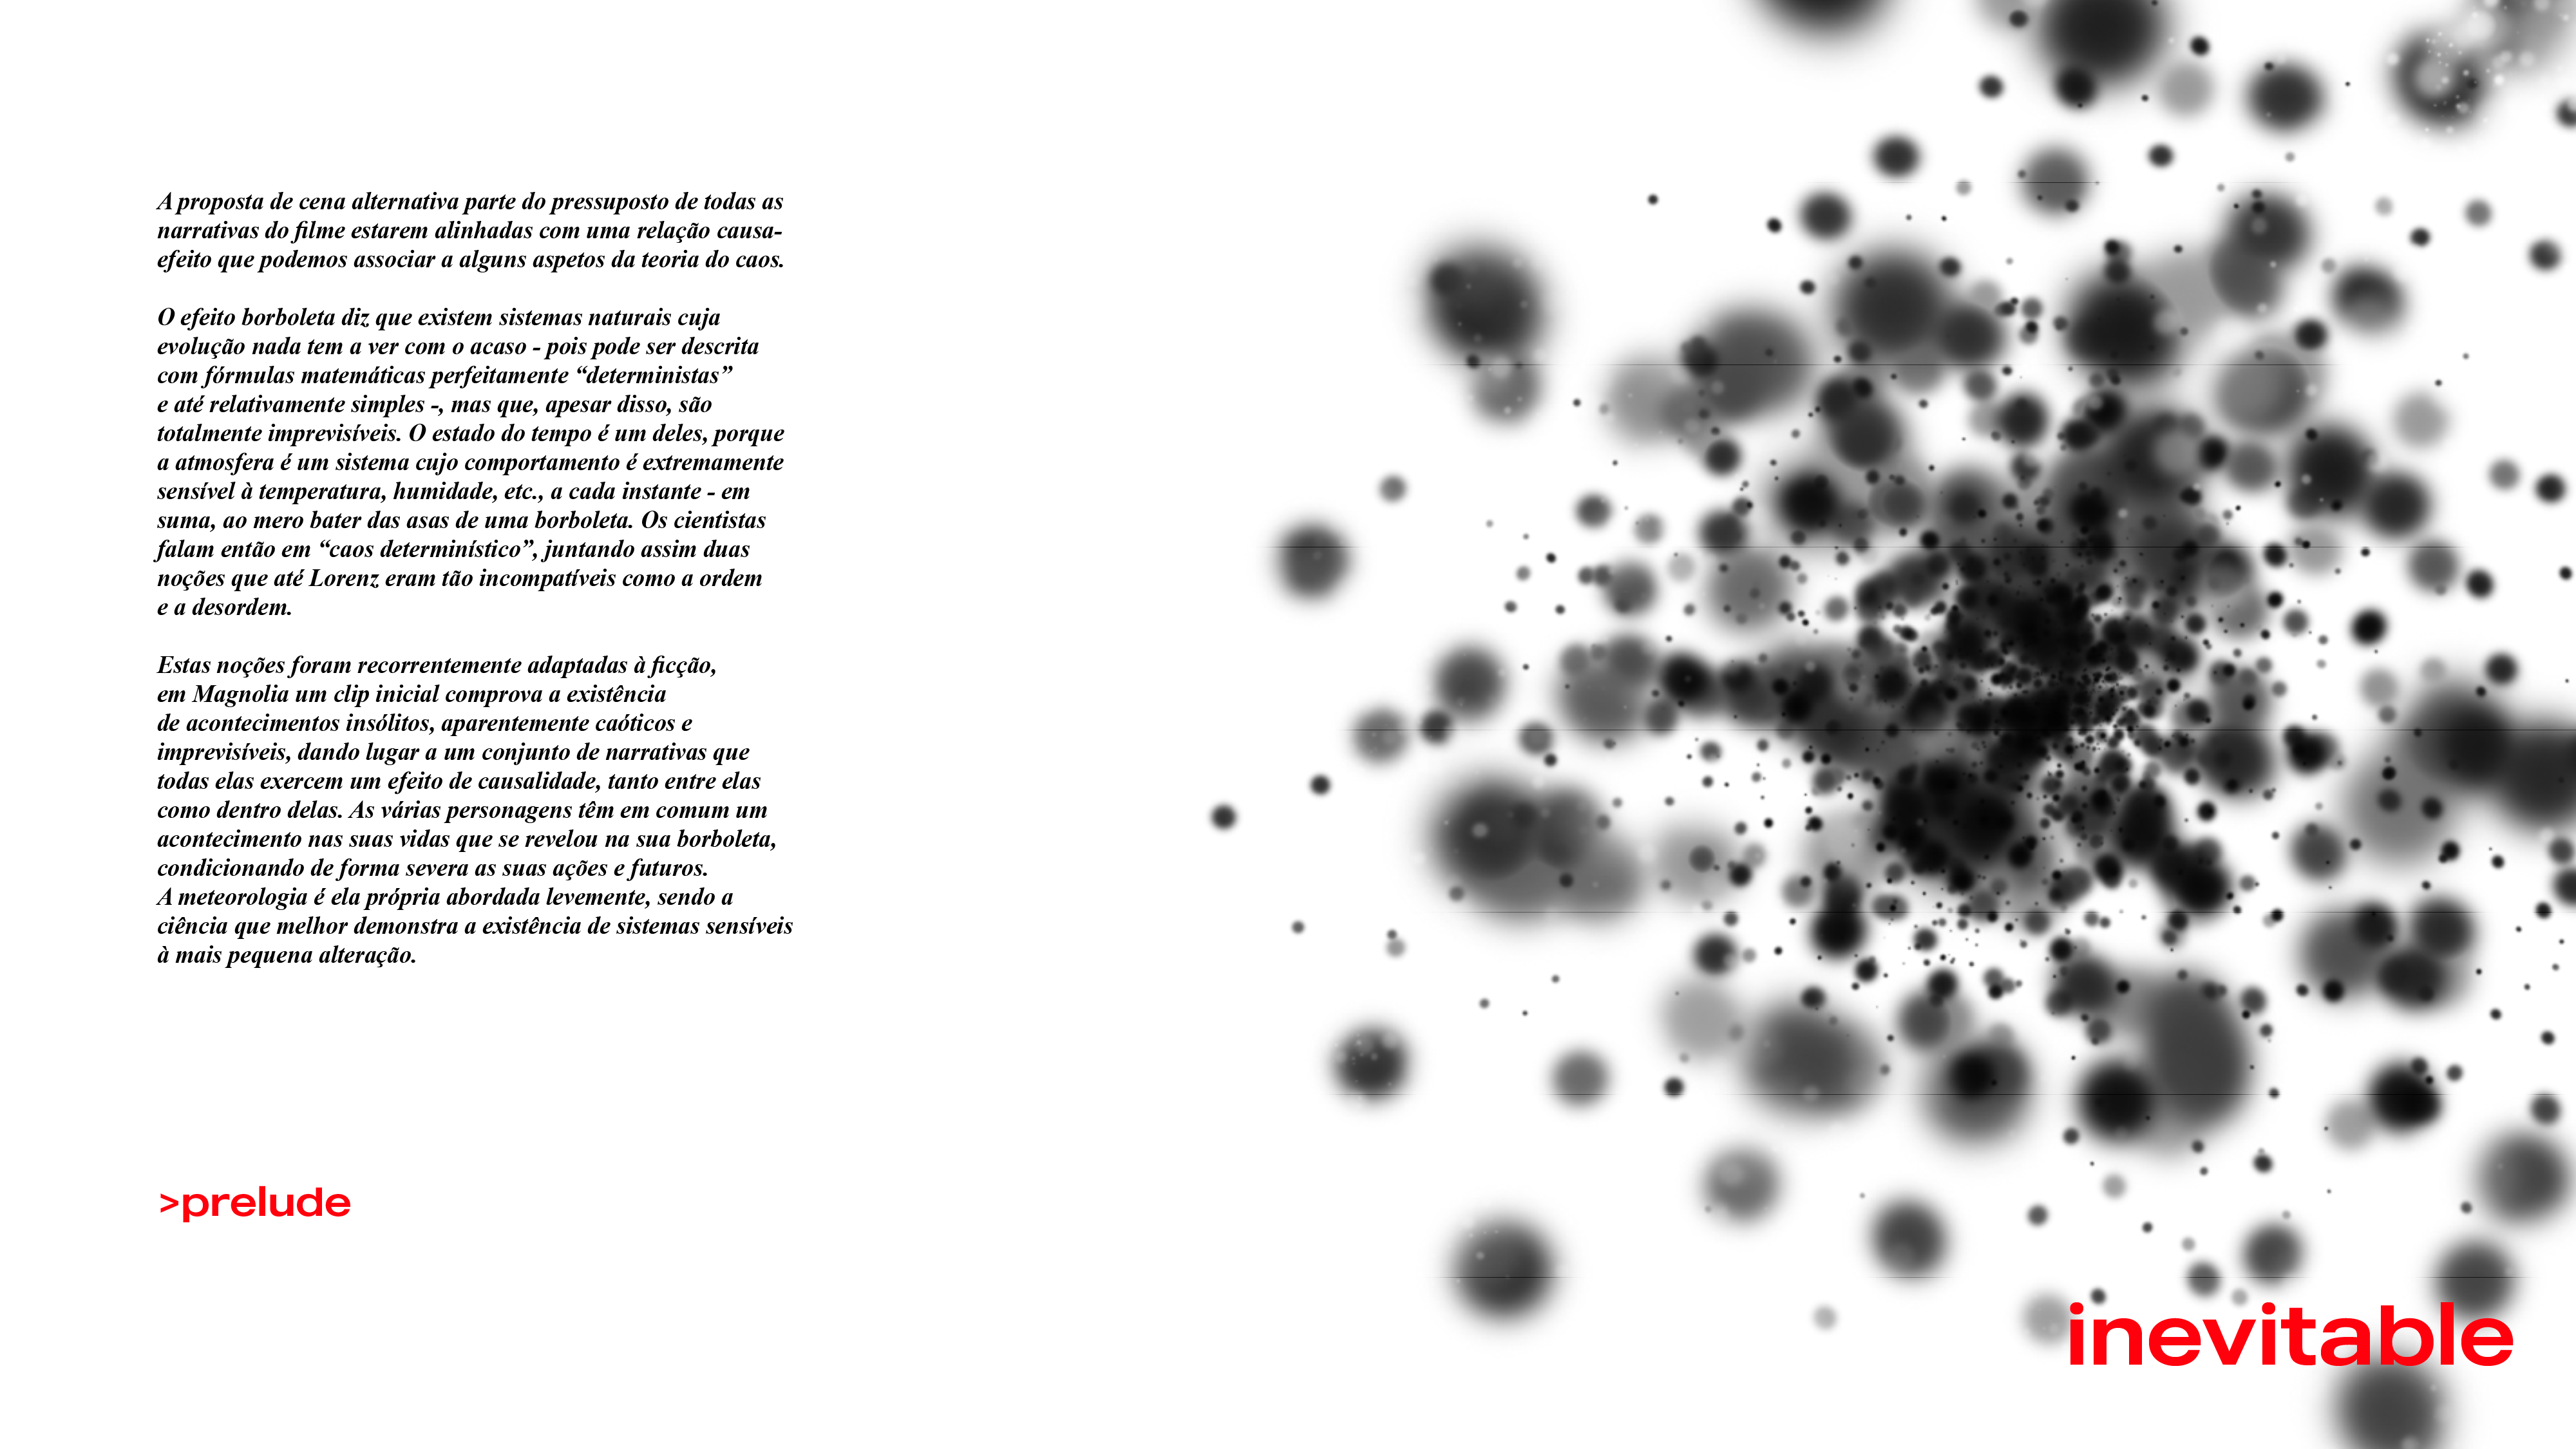 A proposta de cena alternativa parte do pressuposto de todas as
narrativas do filme estarem alinhadas com uma relação causa-
efeito que podemos associar a alguns aspetos da teoria do caos.
O efeito borboleta diz que existem sistemas naturais cuja
evolução nada tem a ver com o acaso - pois pode ser descrita
com fórmulas matemáticas perfeitamente “deterministas”
e até relativamente simples -, mas que, apesar disso, são
totalmente imprevisíveis. O estado do tempo é um deles, porque
a atmosfera é um sistema cujo comportamento é extremamente
sensível à temperatura, humidade, etc., a cada instante - em
suma, ao mero bater das asas de uma borboleta. Os cientistas
falam então em “caos determinístico”, juntando assim duas
noções que até Lorenz eram tão incompatíveis como a ordem
e a desordem.
Estas noções foram recorrentemente adaptadas à ficção,
em Magnolia um clip inicial comprova a existência
de acontecimentos insólitos, aparentemente caóticos e
imprevisíveis, dando lugar a um conjunto de narrativas que
todas elas exercem um efeito de causalidade, tanto entre elas
como dentro delas. As várias personagens têm em comum um
acontecimento nas suas vidas que se revelou na sua borboleta,
condicionando de forma severa as suas ações e futuros.
A meteorologia é ela própria abordada levemente, sendo a
ciência que melhor demonstra a existência de sistemas sensíveis
à mais pequena alteração.
>prelude
inevitable